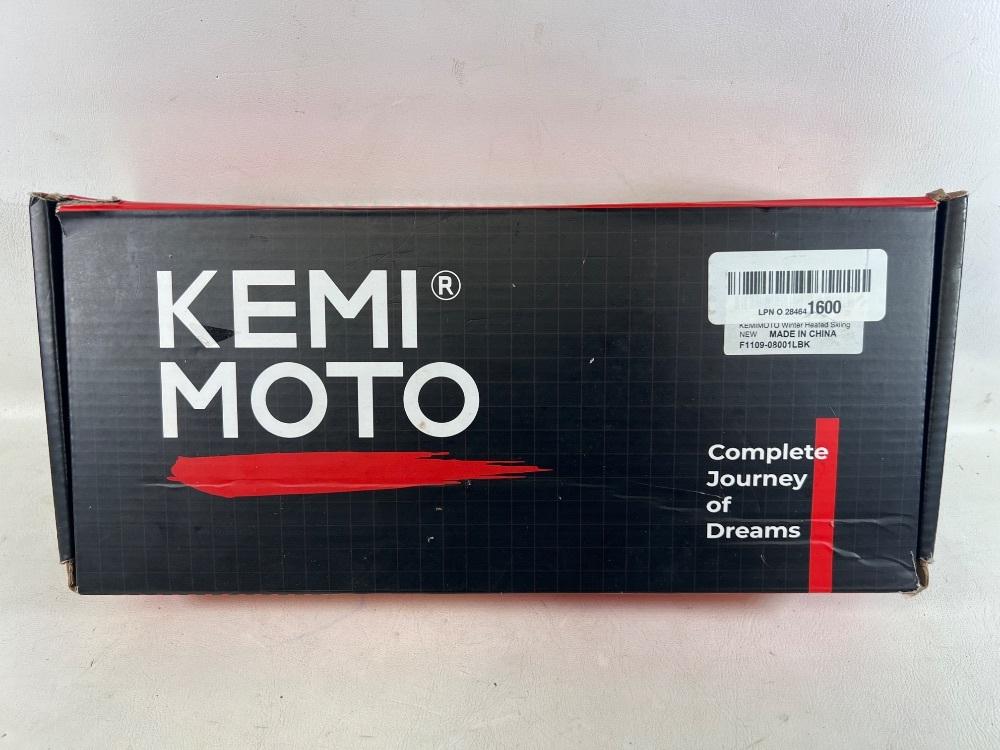 KEMI®
MOTO
LPN O 28464 1600
KEMIMOTO Winter Heated Skiing
NEW MADE IN CHINA
F1109-08001LBK
Complete
Journey
of
Dreams